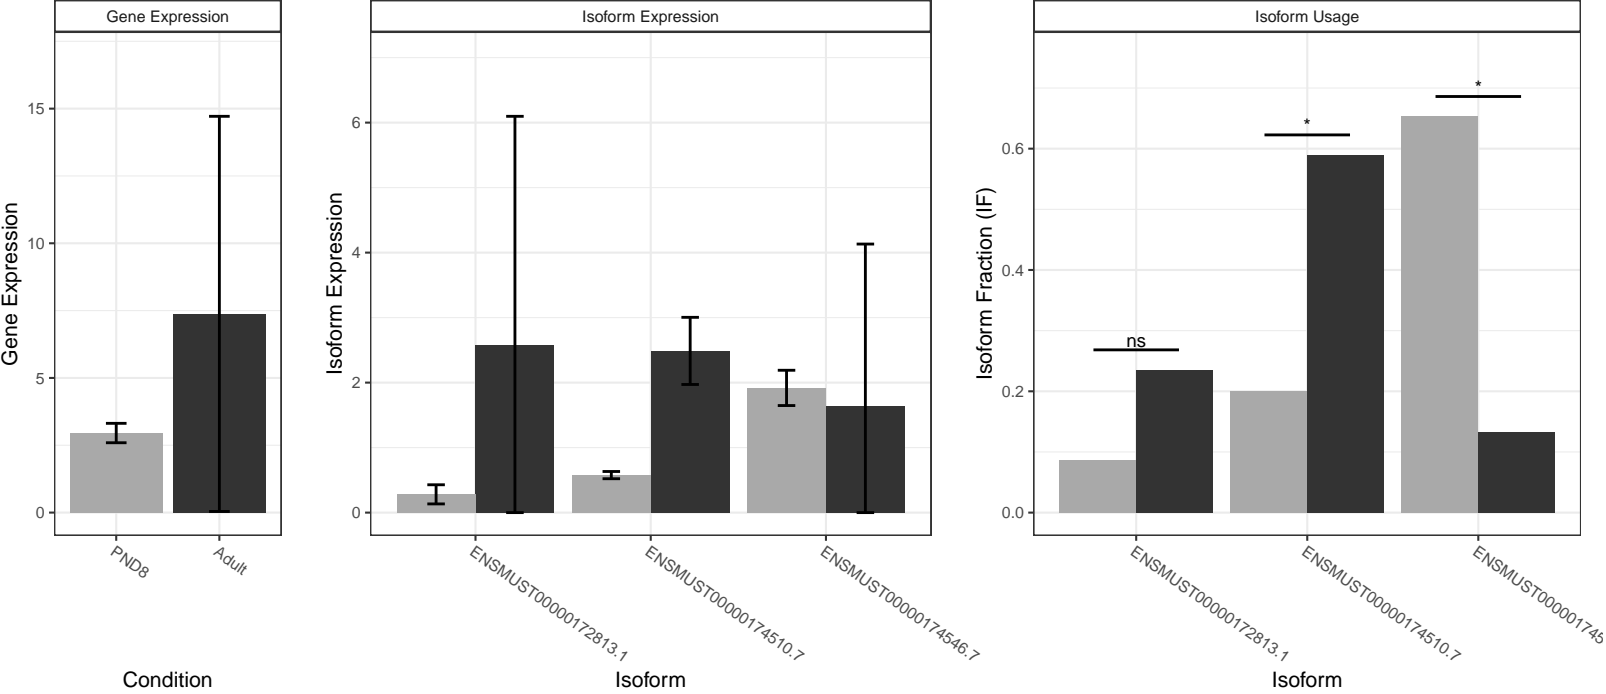 Gene Expression
Isoform Expression
Isoform Usage
Gene Expression
15
10
5
0
PND8
Adult
Condition
Isoform Expression
6
4
2
0
ENSMUST00000172813.1
ENSMUST00000174510.7
ENSMUST00000174546.7
Isoform
Isoform Fraction (IF)
0.6
0.4
0.2
0.0
ns
*
*
ENSMUST00000172813.1
ENSMUST00000174510.7
ENSMUST000001745
Isoform